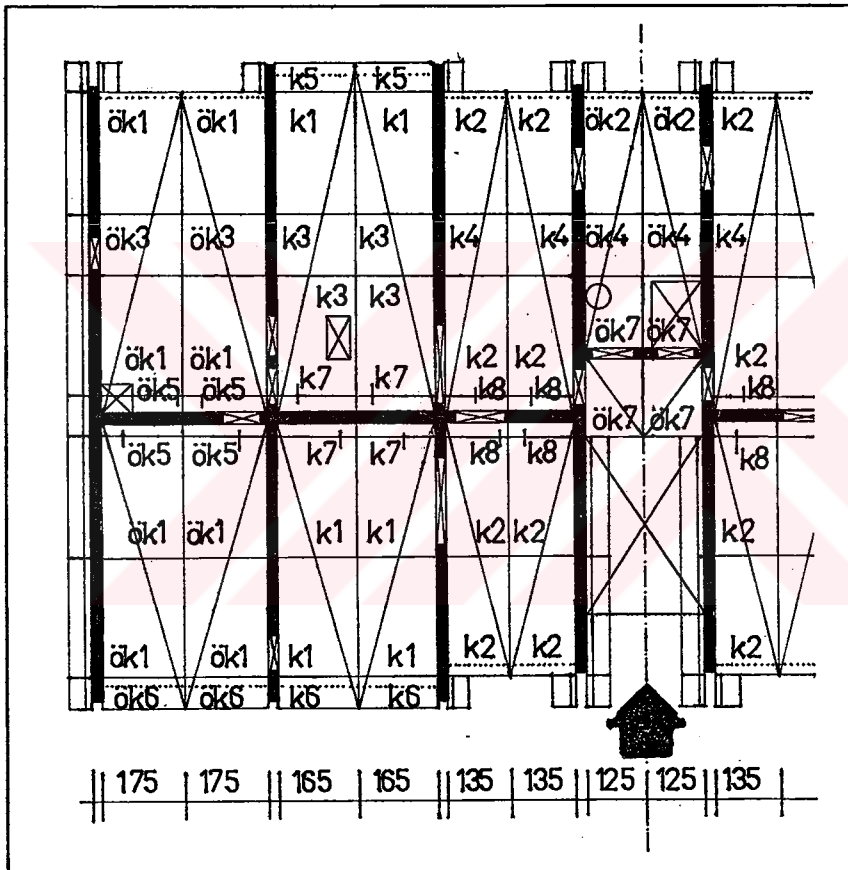 k5 k5
ök1 ök1 k1 k1 k2 k2 ök2 ök2 k2
ök3 ök3 k3 k3 k4 k4 ök4 ök4 k4
k3 k3
ök7 ök7
ök1 ök1 k2 k2 k2
ök5 ök5 k7 k7 k8 k8 k8
ök7 ök7
ök5 ök5 k7 k7 k8 k8 k8
ök1 ök1 k1 k1 k2 k2 k2
ök1 ök1 k1 k1 k2 k2 k2
ök6 ök6 k6 k6
175 175 165 165 135 135 125 125 135